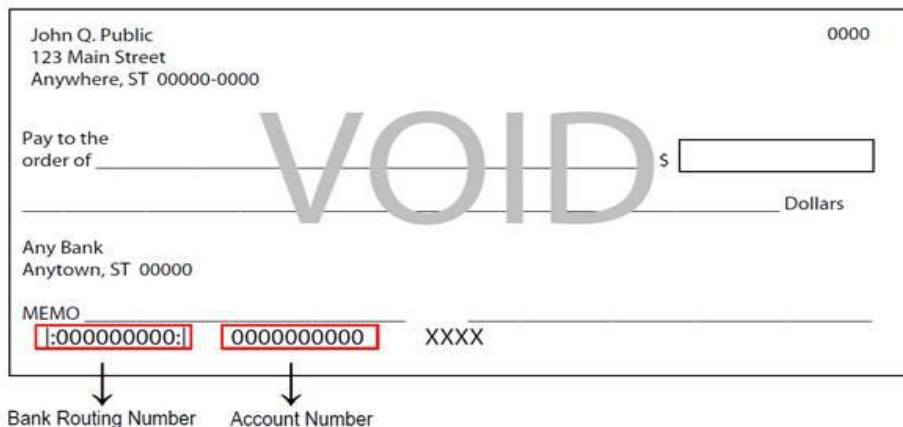 John Q. Public 0000
123 Main Street
Anywhere, ST 00000-0000
VOID
Pay to the
order of $
Dollars
Any Bank
Anytown, ST 00000
MEMO
|:000000000:| 0000000000 XXXX
Bank Routing Number Account Number